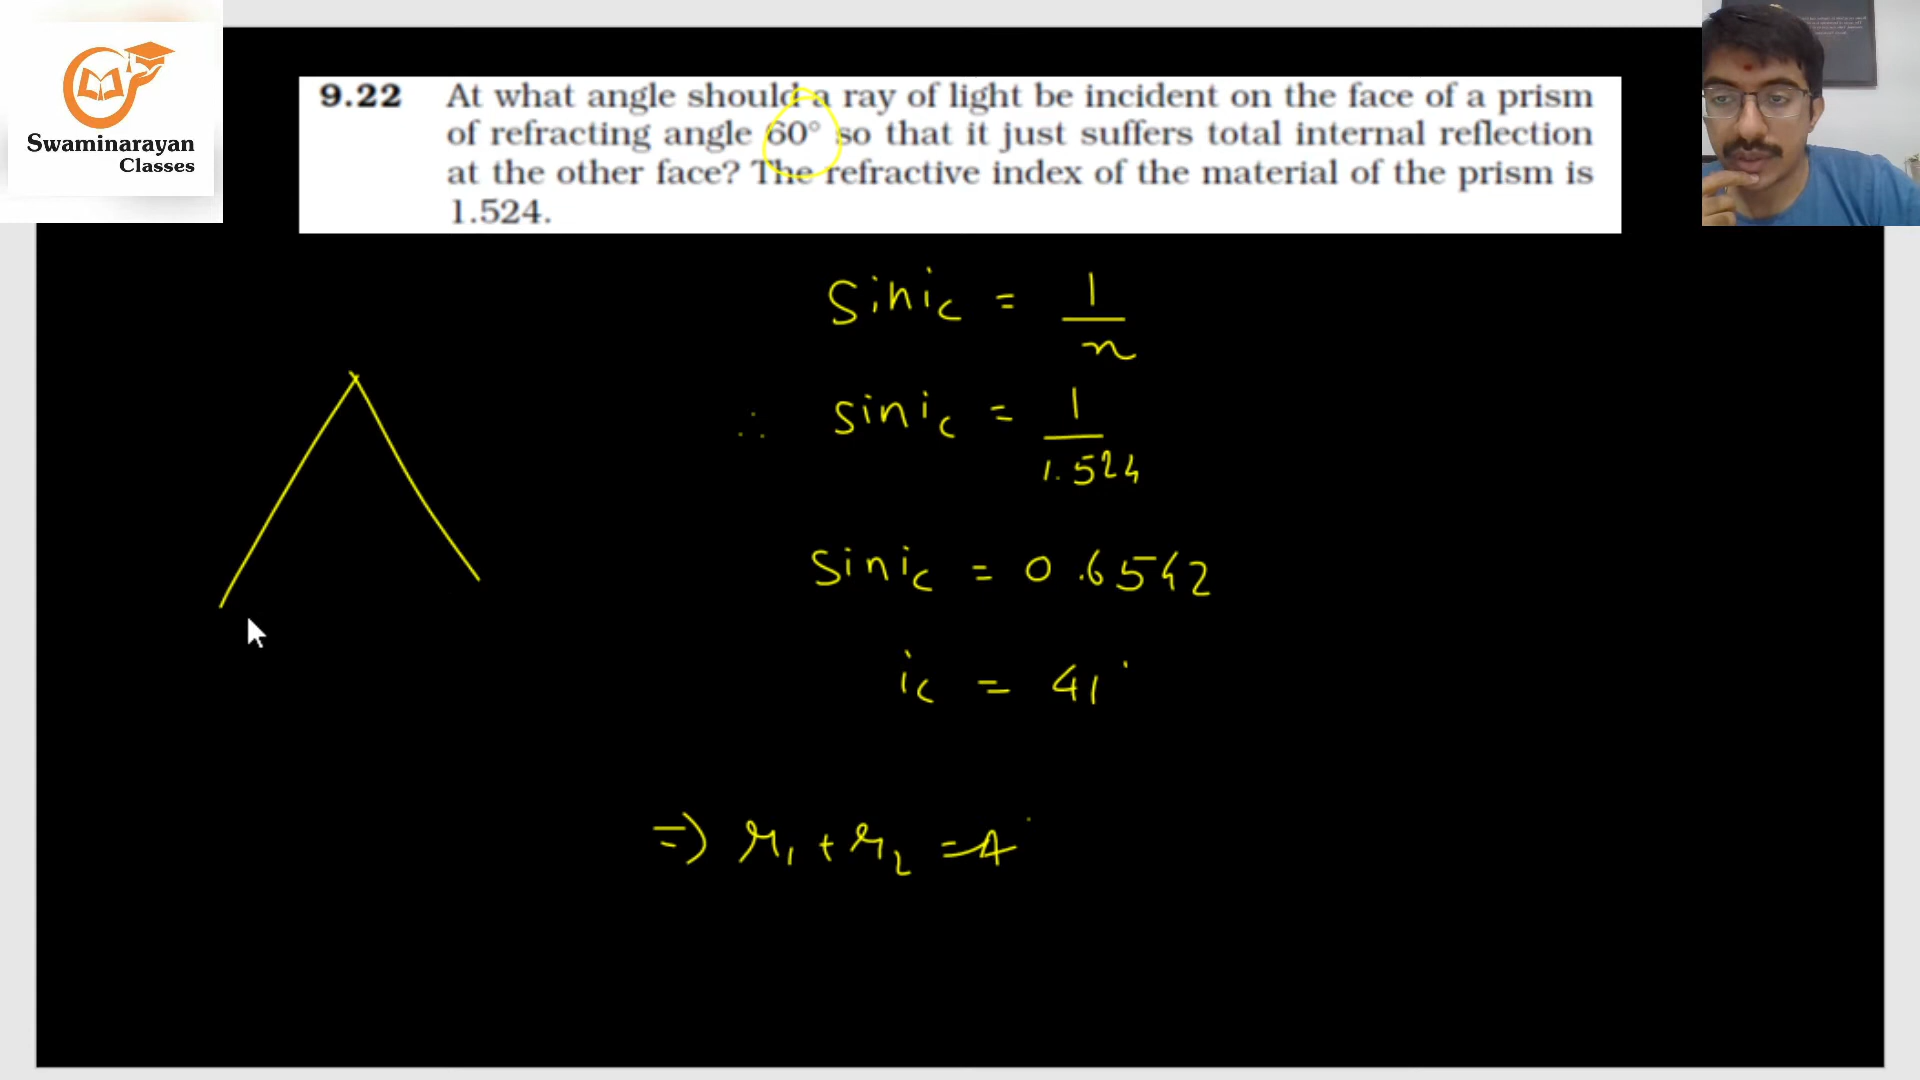 Swaminarayan
Classes
9.22 At what angle should a ray of light be incident on the face of a prism
of refracting angle 60° so that it just suffers total internal reflection
at the other face? The refractive index of the material of the prism is
1.524.
sin ic = 1/n
∴ sin ic = 1/1.524
sin ic = 0.6542
ic = 41°
⇒ r₁ + r₂ = A